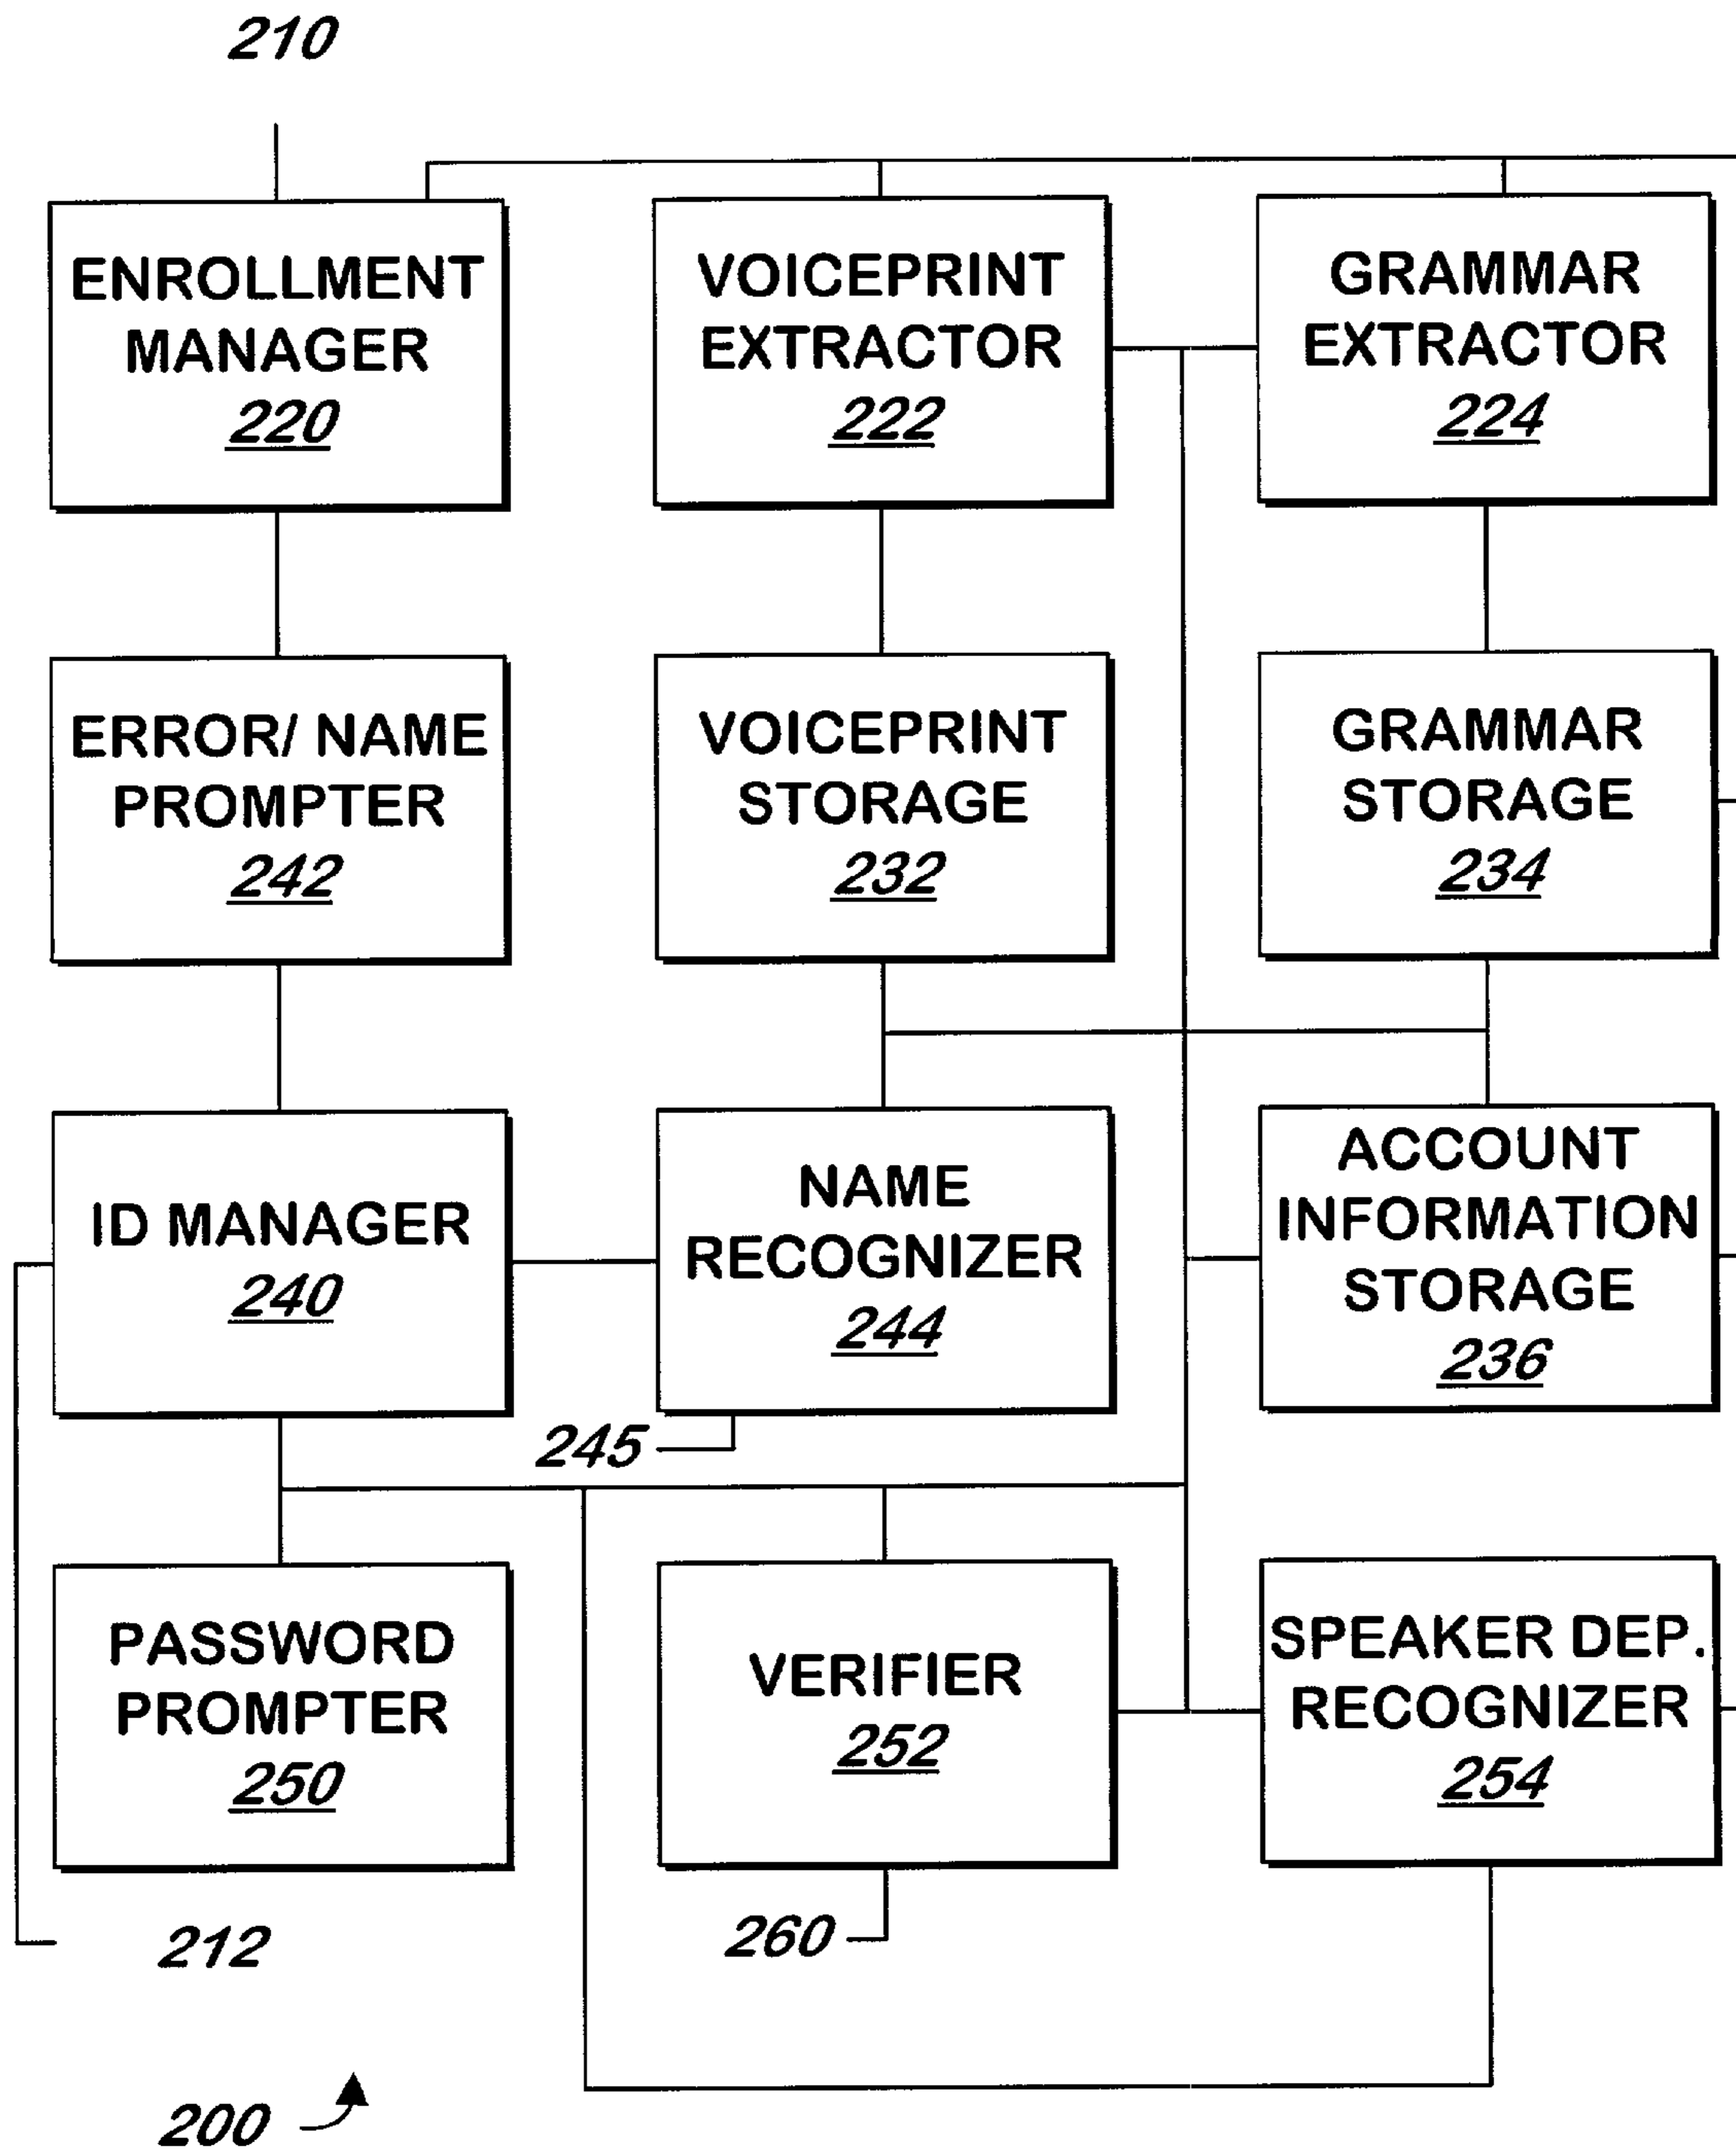 210
ENROLLMENT
MANAGER
220
VOICEPRINT
EXTRACTOR
222
GRAMMAR
EXTRACTOR
224
ERROR/ NAME
PROMPTER
242
VOICEPRINT
STORAGE
232
GRAMMAR
STORAGE
234
ID MANAGER
240
NAME
RECOGNIZER
244
ACCOUNT
INFORMATION
STORAGE
236
245
PASSWORD
PROMPTER
250
VERIFIER
252
SPEAKER DEP.
RECOGNIZER
254
212
260
200